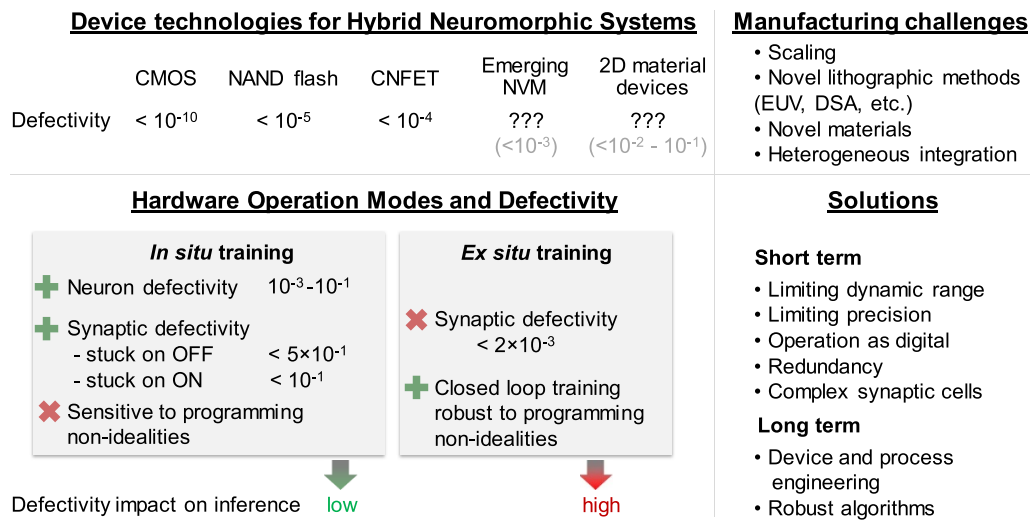 Device technologies for Hybrid Neuromorphic Systems
CMOS NAND flash CNFET Emerging NVM 2D material devices
Defectivity < 10⁻¹⁰ < 10⁻⁵ < 10⁻⁴ ??? ???
(<10⁻³) (<10⁻² - 10⁻¹)
Manufacturing challenges
• Scaling
• Novel lithographic methods
(EUV, DSA, etc.)
• Novel materials
• Heterogeneous integration
Hardware Operation Modes and Defectivity
In situ training
Neuron defectivity 10⁻³-10⁻¹
Synaptic defectivity
- stuck on OFF < 5×10⁻¹
- stuck on ON < 10⁻¹
Sensitive to programming
non-idealities
Ex situ training
Synaptic defectivity
< 2×10⁻³
Closed loop training
robust to programming
non-idealities
Defectivity impact on inference low high
Solutions
Short term
• Limiting dynamic range
• Limiting precision
• Operation as digital
• Redundancy
• Complex synaptic cells
Long term
• Device and process
engineering
• Robust algorithms